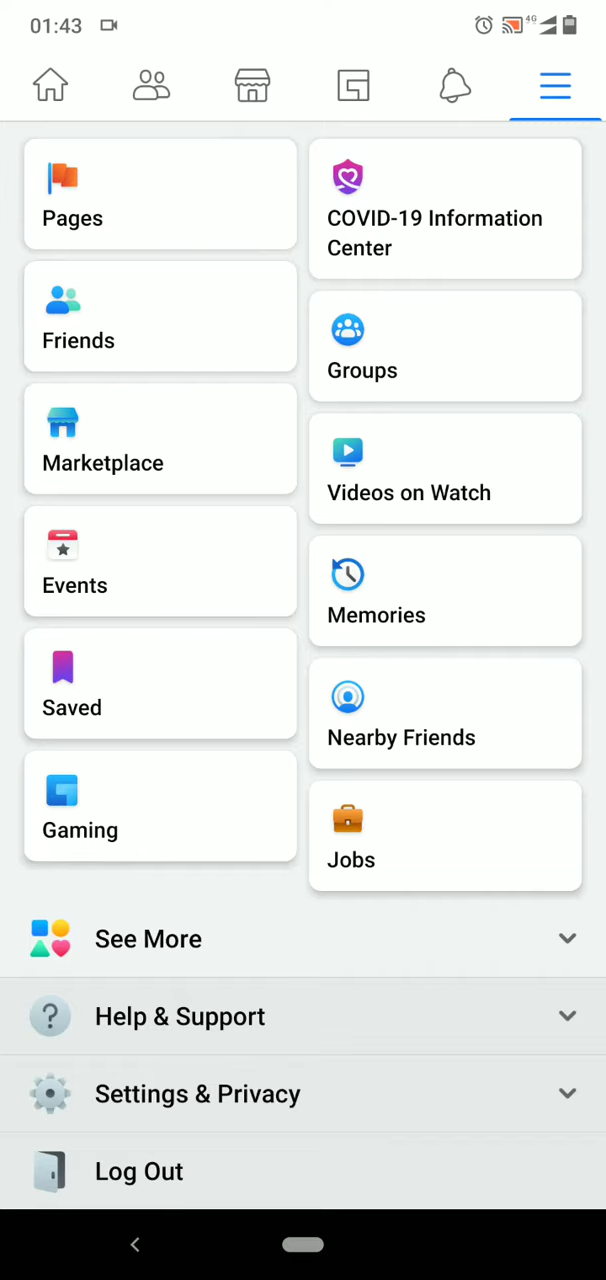 01:43
4G
Pages
COVID-19 Information
Center
Friends
Groups
Marketplace
Videos on Watch
Events
Memories
Saved
Nearby Friends
Gaming
Jobs
See More
? Help & Support
Settings & Privacy
Log Out